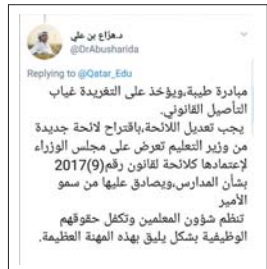 د.هزاع بن علي
@DrAbusharida
Replying to @Qatar_Edu
مبادرة طيبة،ويؤخذ على التغريدة غياب
التأصيل القانوني.
يجب تعديل اللائحة،باقتراح لائحة جديدة
من وزير التعليم تعرض على مجلس الوزراء
لإعتمادها كلائحة لقانون رقم(9)2017
بشأن المدارس،ويصادق عليها من سمو
الأمير
تنظم شؤون المعلمين وتكفل حقوقهم
الوظيفية بشكل يليق بهذه المهنة العظيمة.